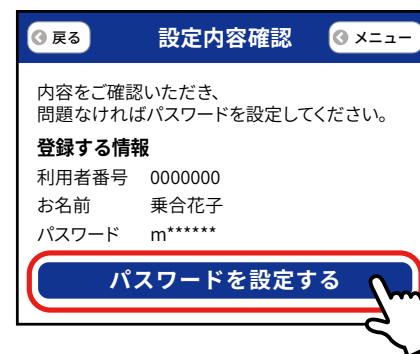 戻る 設定内容確認 メニュー
内容をご確認いただき、
問題なければパスワードを設定してください。
登録する情報
利用者番号 0000000
お名前 乗合花子
パスワード m******
パスワードを設定する